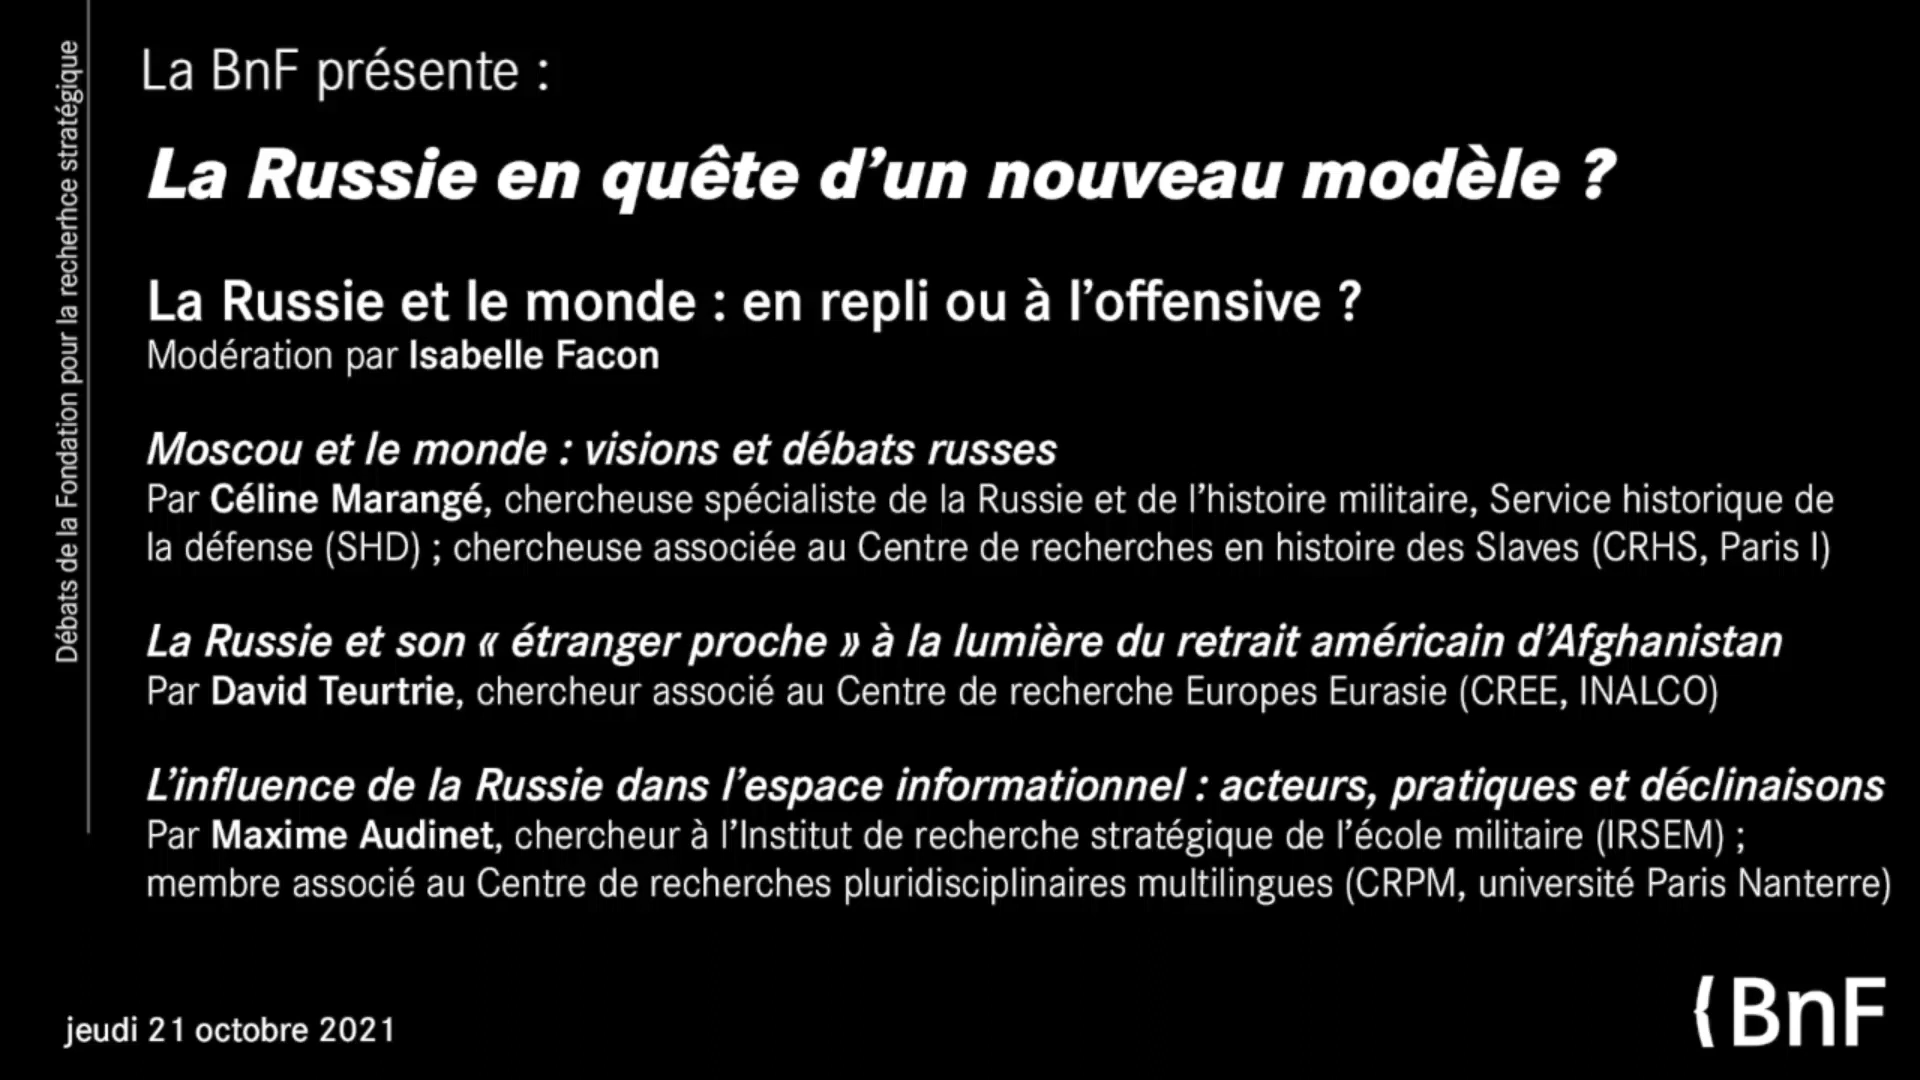 Débats de la Fondation pour la recherhce stratégique
La BnF présente :
La Russie en quête d’un nouveau modèle ?
La Russie et le monde : en repli ou à l’offensive ?
Modération par Isabelle Facon
Moscou et le monde : visions et débats russes
Par Céline Marangé, chercheuse spécialiste de la Russie et de l’histoire militaire, Service historique de
la défense (SHD) ; chercheuse associée au Centre de recherches en histoire des Slaves (CRHS, Paris I)
La Russie et son « étranger proche » à la lumière du retrait américain d’Afghanistan
Par David Teurtrie, chercheur associé au Centre de recherche Europes Eurasie (CREE, INALCO)
L’influence de la Russie dans l’espace informationnel : acteurs, pratiques et déclinaisons
Par Maxime Audinet, chercheur à l’Institut de recherche stratégique de l’école militaire (IRSEM) ;
membre associé au Centre de recherches pluridisciplinaires multilingues (CRPM, université Paris Nanterre)
jeudi 21 octobre 2021
{BnF